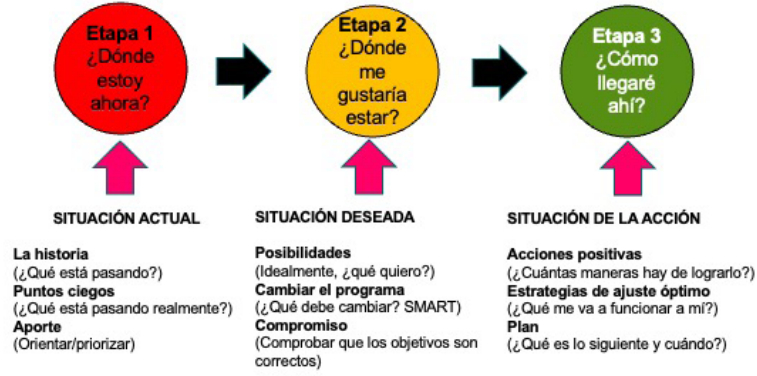 Etapa 1
¿Dónde
estoy
ahora?
Etapa 2
¿Dónde
me
gustaría
estar?
Etapa 3
¿Cómo
llegaré
ahí?
SITUACIÓN ACTUAL
La historia
(¿Qué está pasando?)
Puntos ciegos
(¿Qué está pasando realmente?)
Aporte
(Orientar/priorizar)
SITUACIÓN DESEADA
Posibilidades
(Idealmente, ¿qué quiero?)
Cambiar el programa
(¿Qué debe cambiar? SMART)
Compromiso
(Comprobar que los objetivos son
correctos)
SITUACIÓN DE LA ACCIÓN
Acciones positivas
(¿Cuántas maneras hay de lograrlo?)
Estrategias de ajuste óptimo
(¿Qué me va a funcionar a mí?)
Plan
(¿Qué es lo siguiente y cuándo?)